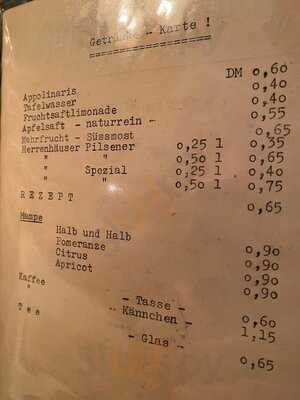 Getränke - Karte !
Appolinaris DM 0,60
Tafelwasser 0,40
Fruchtsaftlimonade 0,40
Apfelsaft - naturrein - 0,55
Mehrfrucht - Süssmost 0,65
Herrenhäuser Pilsener 0,25 l 0,35
" " 0,50 l 0,65
" Spezial 0,25 l 0,40
" " 0,50 l 0,75
REZEPT 0,65
Mampe
Halb und Halb 0,90
Pomeranze 0,90
Citrus 0,90
Apricot 0,90
Kaffee - Tasse - 0,60
" - Kännchen - 1,15
Tee - Glas - 0,65